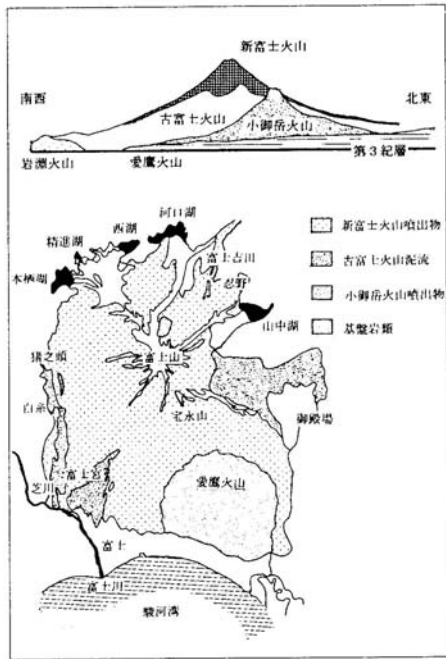 新富士火山
南西
北東
古富士火山
小御岳火山
岩淵火山
愛鷹火山
第3紀層
河口湖
西湖
精進湖
本栖湖
富士吉田
忍野
山中湖
新富士火山噴出物
古富士火山泥流
小御岳火山噴出物
基盤岩類
猪之頭
富士山
白糸
宝永山
御殿場
愛鷹火山
富士宮
芝川
富士
富士川
駿河湾